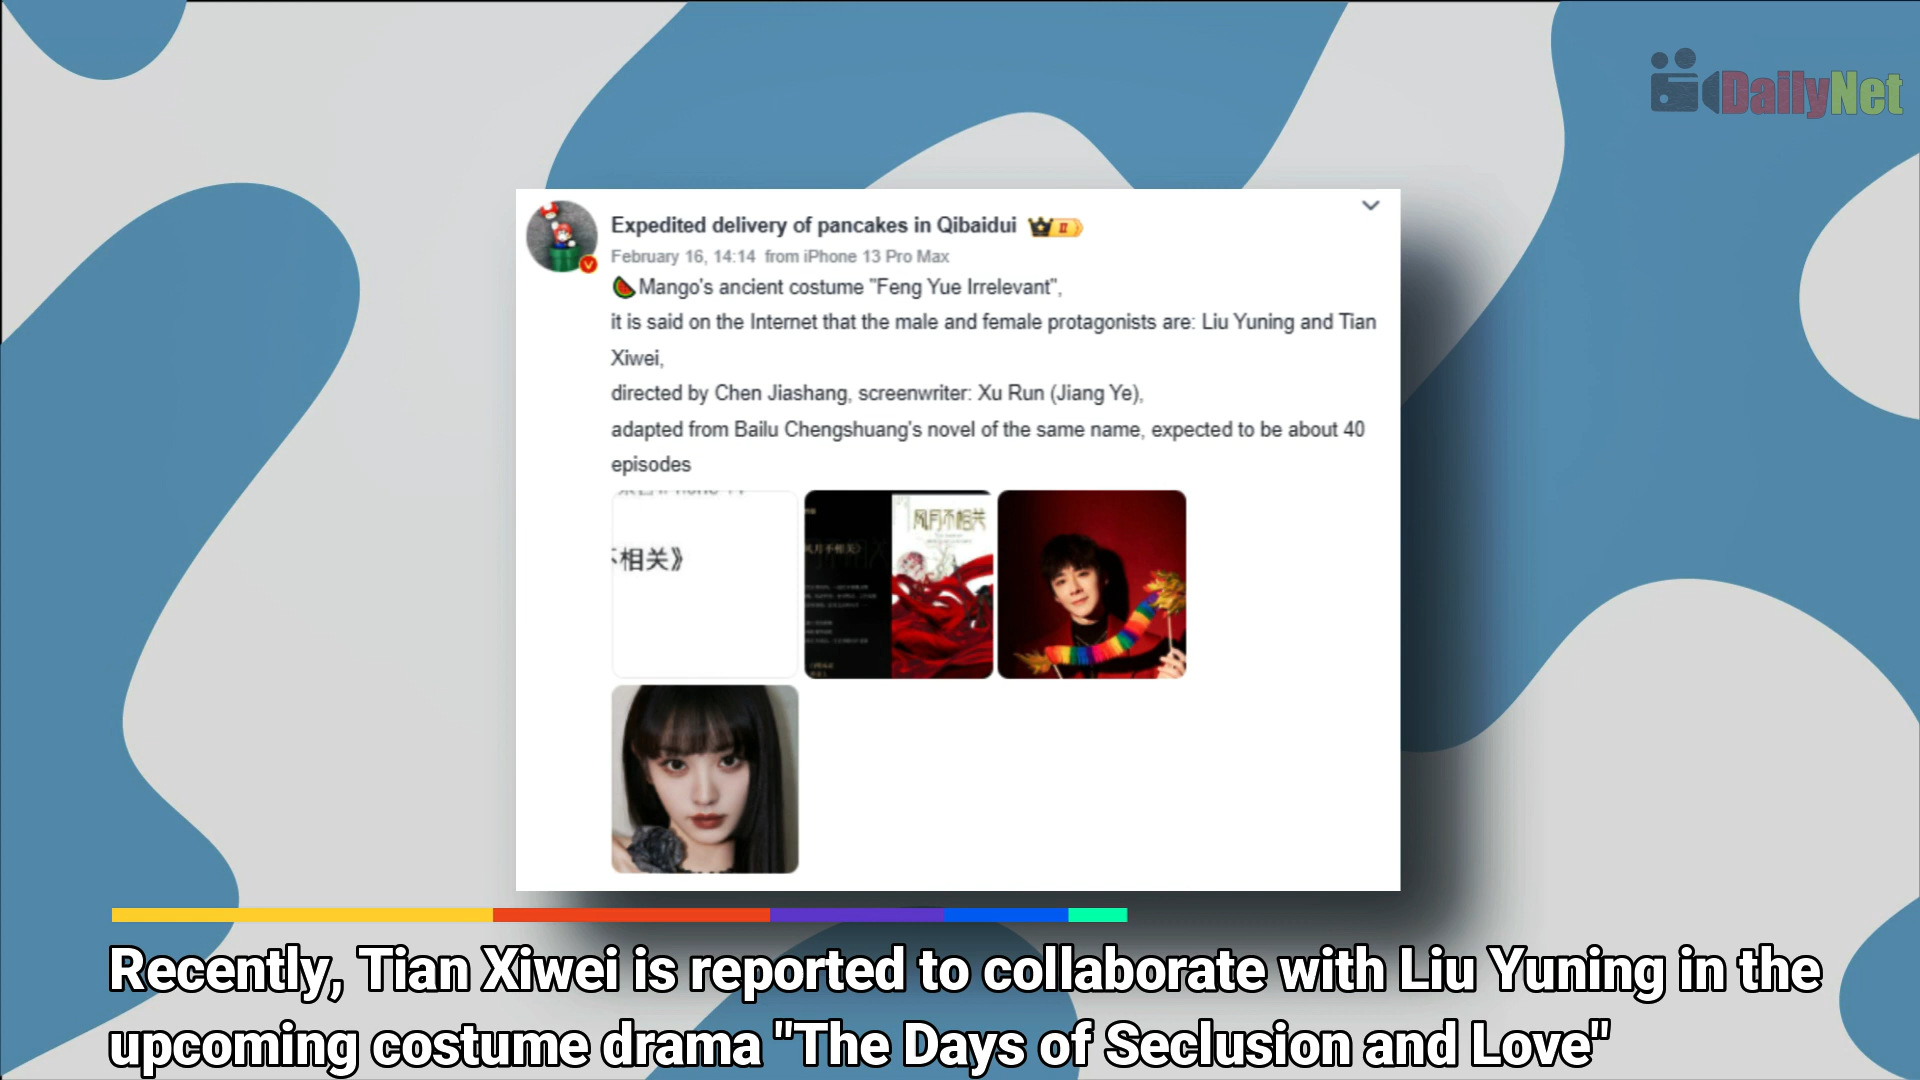 DailyNet
Expedited delivery of pancakes in Qibaidui
II
February 16, 14:14 from iPhone 13 Pro Max
Mango's ancient costume "Feng Yue Irrelevant",
it is said on the Internet that the male and female protagonists are: Liu Yuning and Tian
Xiwei,
directed by Chen Jiashang, screenwriter: Xu Run (Jiang Ye),
adapted from Bailu Chengshuang's novel of the same name, expected to be about 40
episodes
相关》
风月不相关
Recently, Tian Xiwei is reported to collaborate with Liu Yuning in the
upcoming costume drama "The Days of Seclusion and Love"